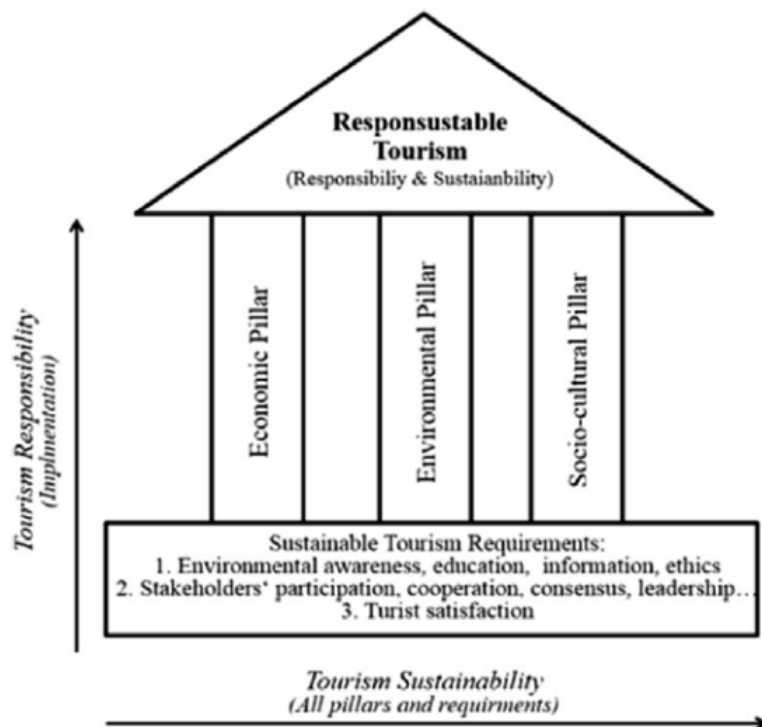 Responsustable
Tourism
(Responsibiliy & Sustaianbility)
Tourism Responsibility
(Implmentation)
Economic Pillar
Environmental Pillar
Socio-cultural Pillar
Sustainable Tourism Requirements:
1. Environmental awareness, education, information, ethics
2. Stakeholders‘ participation, cooperation, consensus, leadership…
3. Turist satisfaction
Tourism Sustainability
(All pillars and requirments)